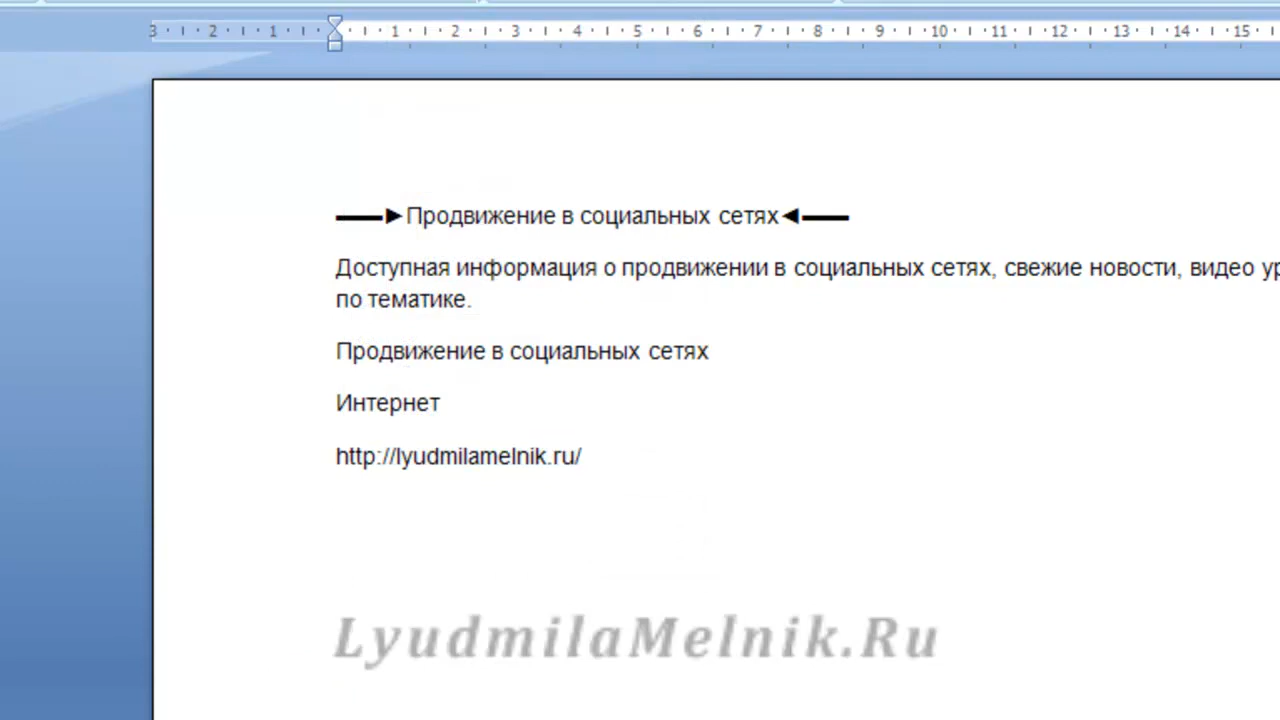 3 2 1 1 2 3 4 5 6 7 8 9 10 11 12 13 14 15
━━►Продвижение в социальных сетях◄━━
Доступная информация о продвижении в социальных сетях, свежие новости, видео
по тематике.
Продвижение в социальных сетях
Интернет
http://lyudmilamelnik.ru/
LyudmilaMelnik.Ru